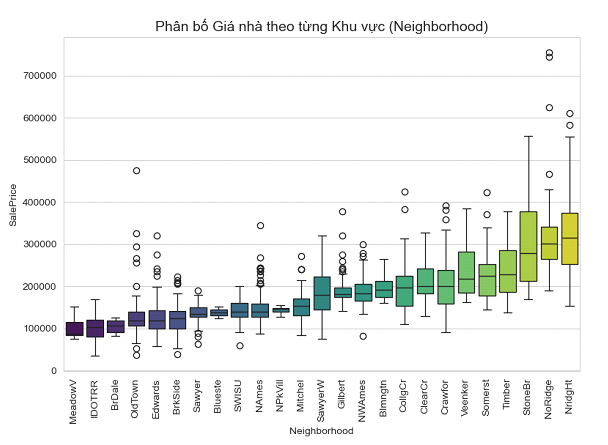 Phân bố Giá nhà theo từng Khu vực (Neighborhood)
SalePrice
700000
600000
500000
400000
300000
200000
100000
0
MeadowV
IDOTRR
BrDale
OldTown
Edwards
BrkSide
Sawyer
Blueste
SWISU
NAmes
NPkVill
Mitchel
SawyerW
Gilbert
NWAmes
Blmngtn
CollgCr
ClearCr
Crawfor
Veenker
Somerst
Timber
StoneBr
NoRidge
NridgHt
Neighborhood